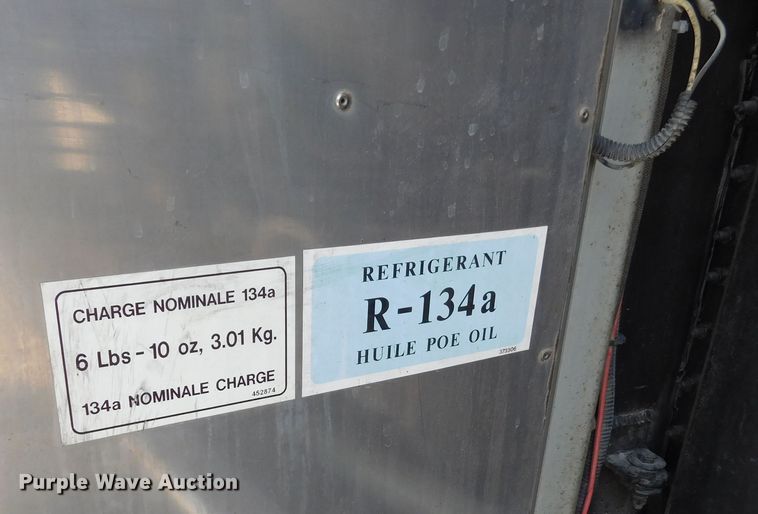 CHARGE NOMINALE 134a
6 Lbs - 10 oz, 3.01 Kg.
134a NOMINALE CHARGE
452874
REFRIGERANT
R-134a
HUILE POE OIL
373306
Purple Wave Auction